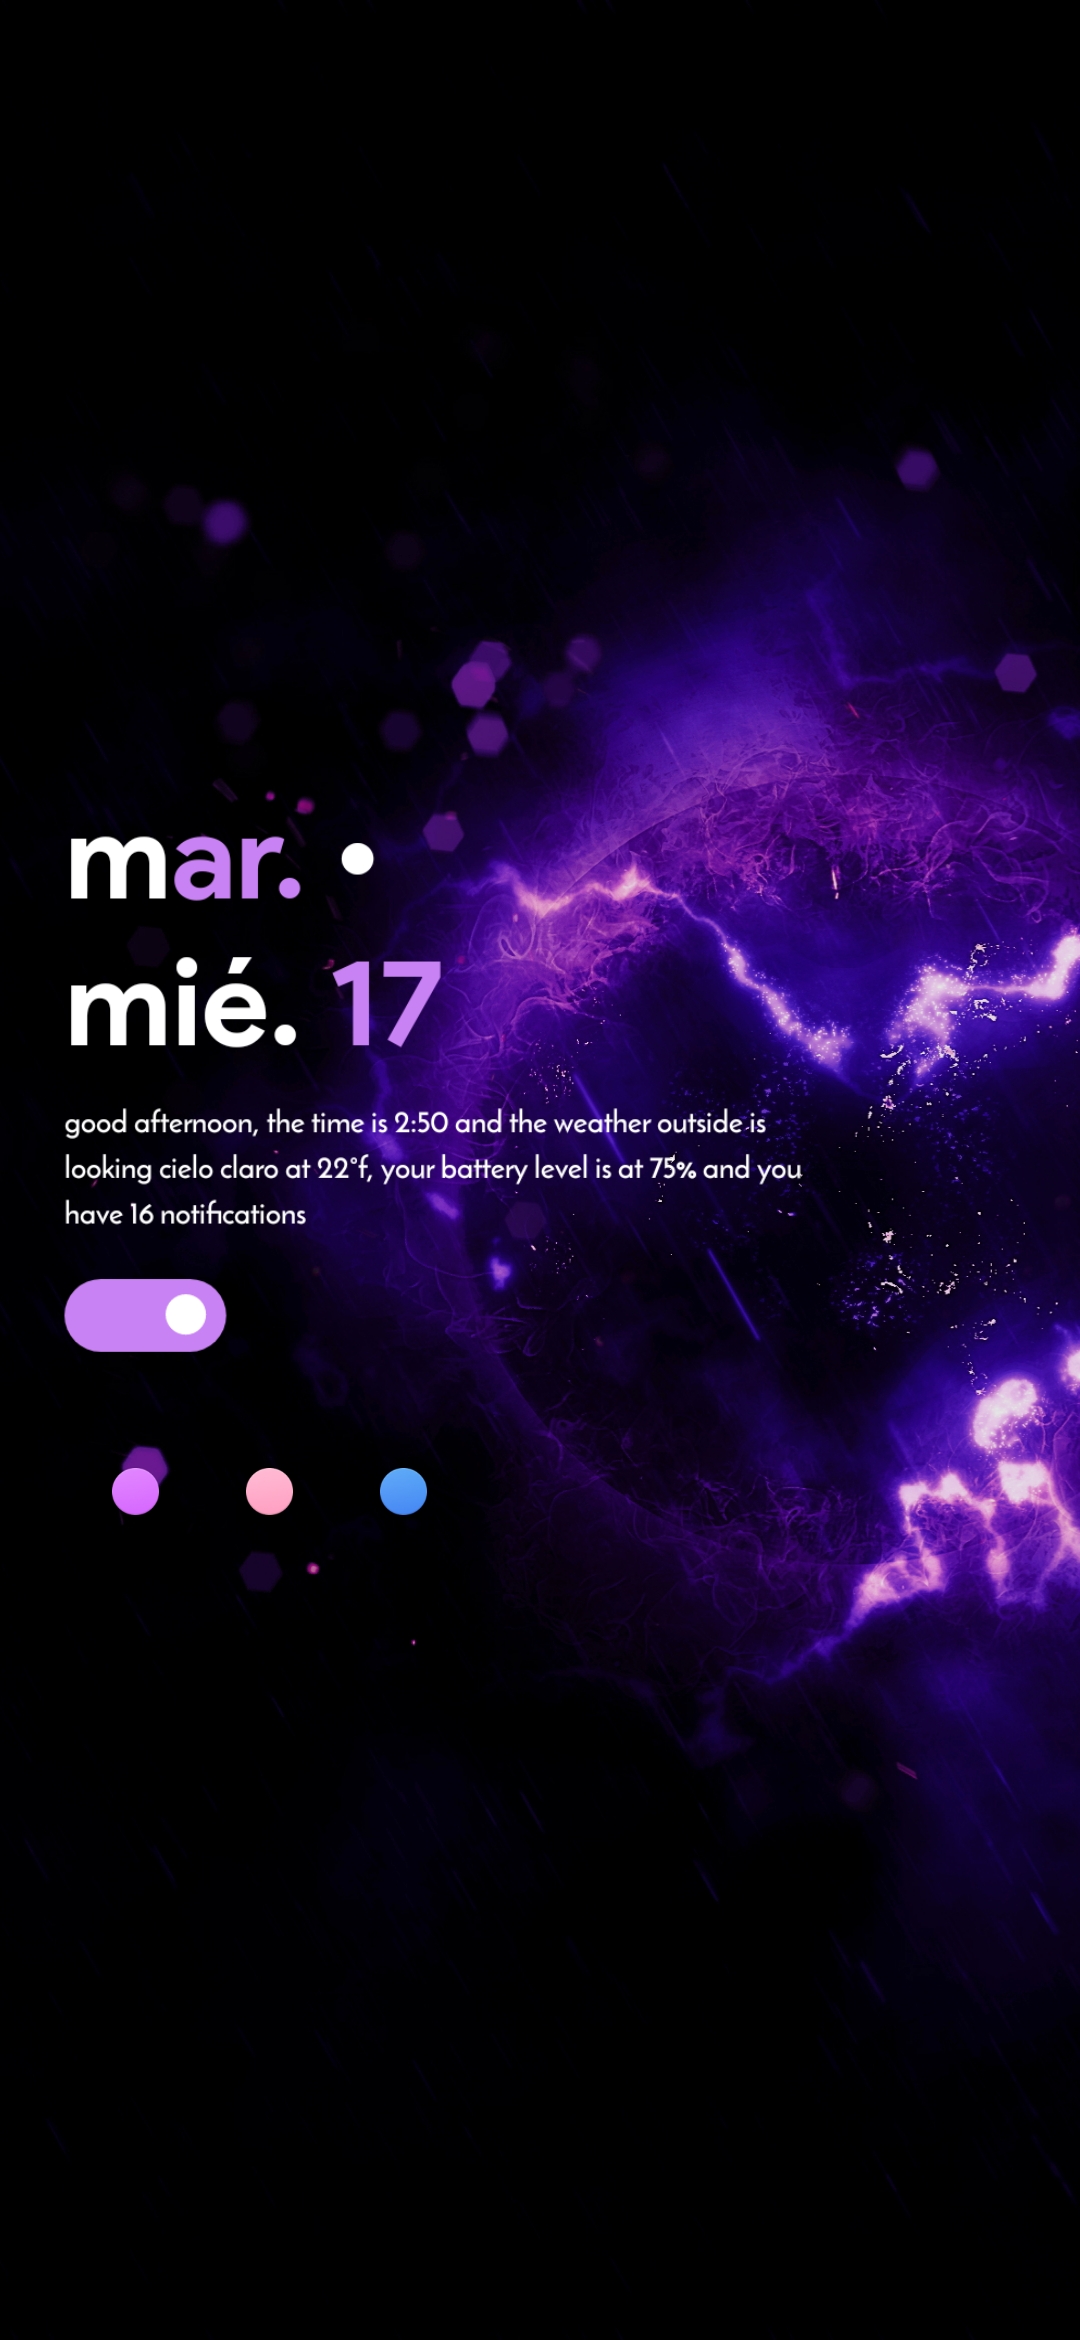 mar. •
mié. 17
good afternoon, the time is 2:50 and the weather outside is
looking cielo claro at 22°f, your battery level is at 75% and you
have 16 notifications